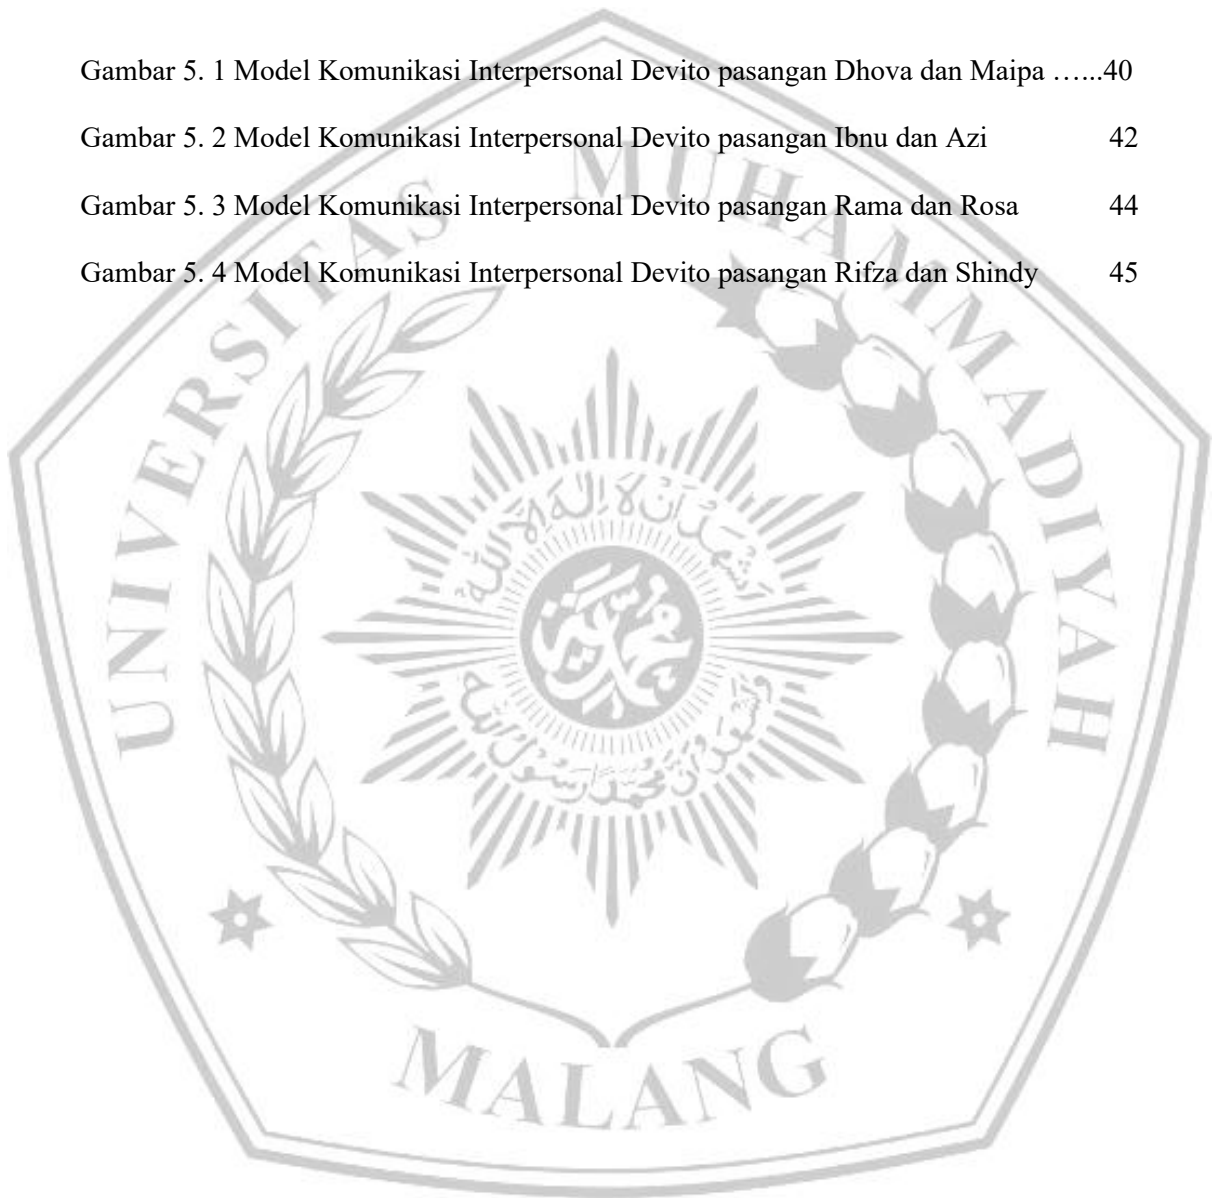 Gambar 5. 1 Model Komunikasi Interpersonal Devito pasangan Dhova dan Maipa …...40
Gambar 5. 2 Model Komunikasi Interpersonal Devito pasangan Ibnu dan Azi 42
Gambar 5. 3 Model Komunikasi Interpersonal Devito pasangan Rama dan Rosa 44
Gambar 5. 4 Model Komunikasi Interpersonal Devito pasangan Rifza dan Shindy 45
UNIVERSITAS MUHAMMADIYAH
MALANG